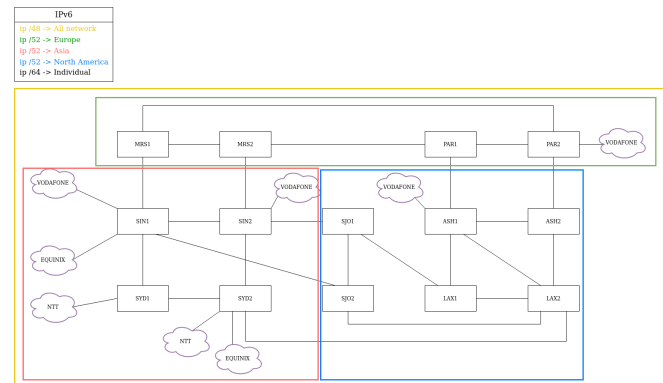 IPv6
ip /48 -> All network
ip /52 -> Europe
ip /52 -> Asia
ip /52 -> North America
ip /64 -> Individual
MRS1
MRS2
PAR1
PAR2
VODAFONE
VODAFONE
VODAFONE
VODAFONE
SIN1
SIN2
SJO1
ASH1
ASH2
EQUINIX
NTT
SYD1
SYD2
SJO2
LAX1
LAX2
NTT
EQUINIX